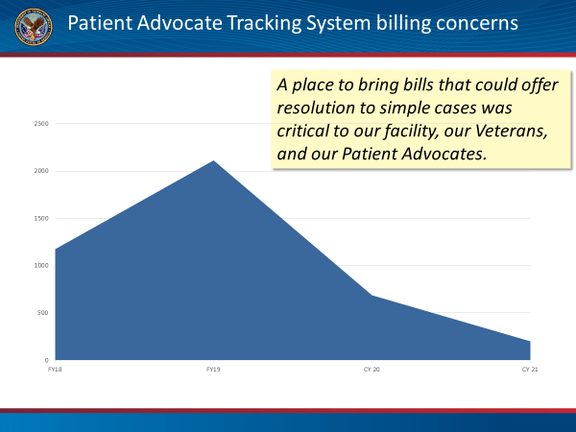 Patient Advocate Tracking System billing concerns
A place to bring bills that could offer
resolution to simple cases was
critical to our facility, our Veterans,
and our Patient Advocates.
2500
2000
1500
1000
500
0
FY18
FY19
CY 20
CY 21